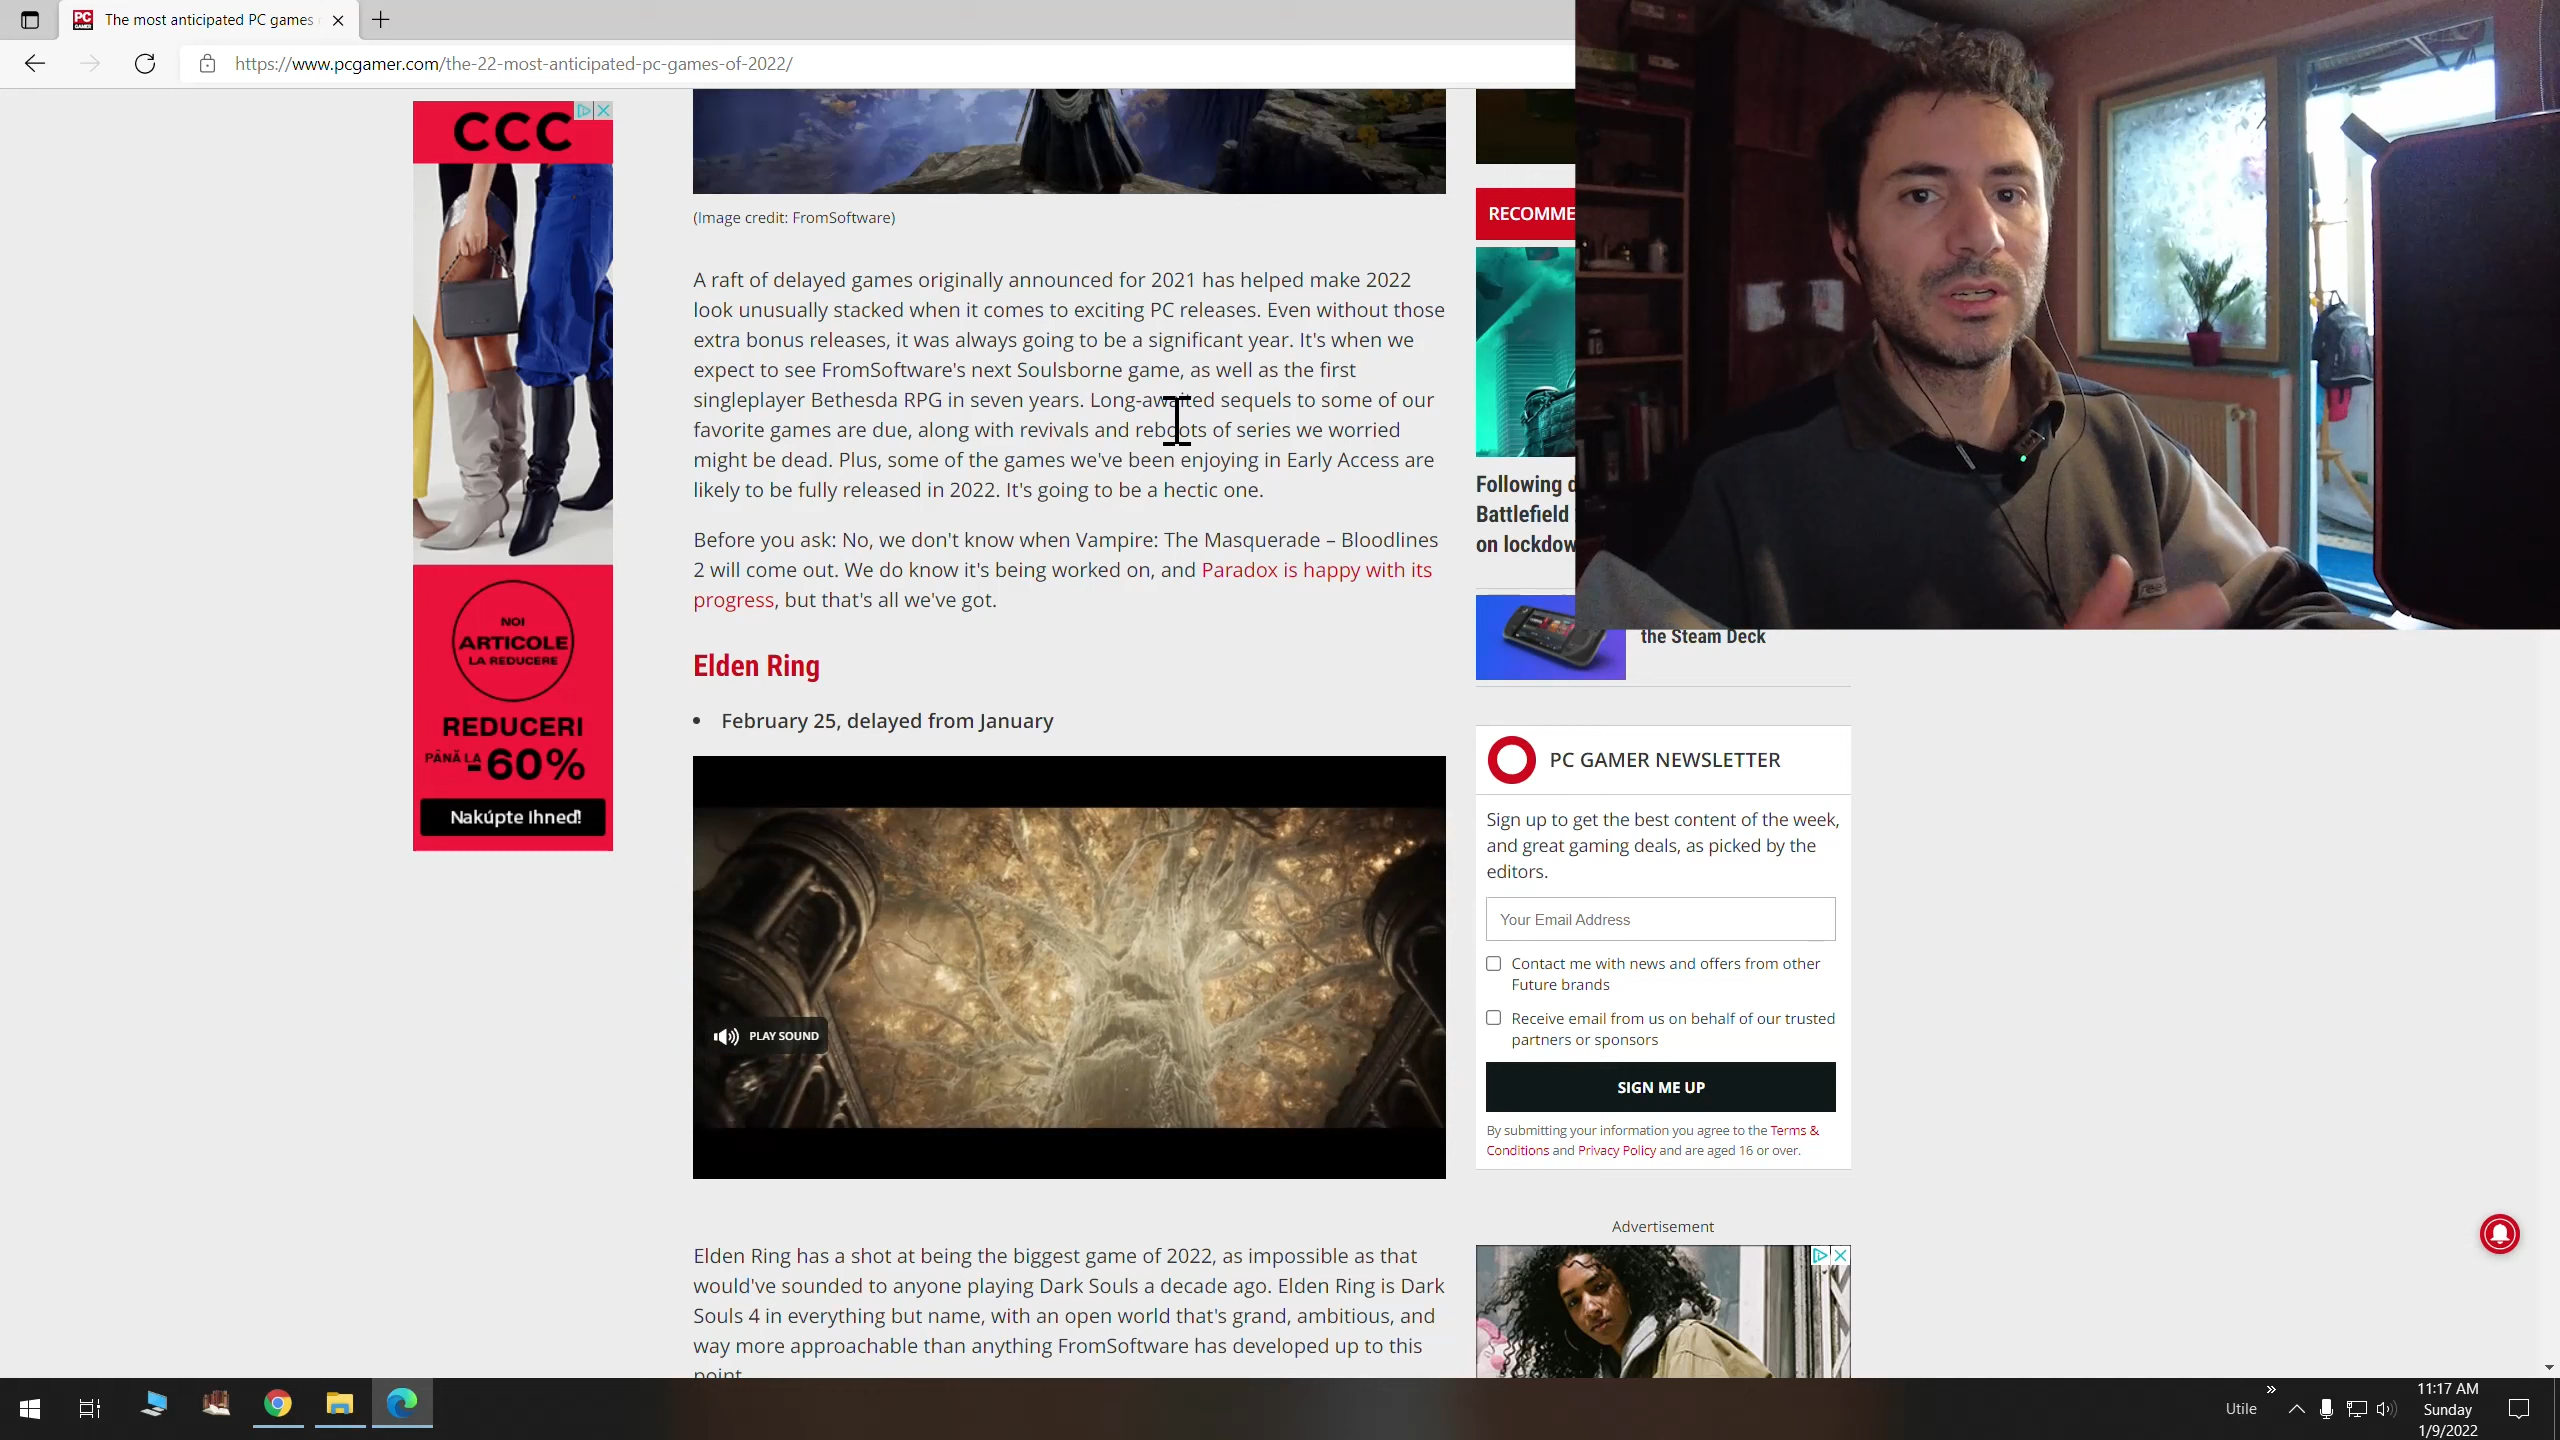 PC GAMER
The most anticipated PC games
https://www.pcgamer.com/the-22-most-anticipated-pc-games-of-2022/
CCC
NOI
ARTICOLE
LA REDUCERE
REDUCERI
PÂNĂ LA -60%
Nakúpte ihned!
(Image credit: FromSoftware)
A raft of delayed games originally announced for 2021 has helped make 2022
look unusually stacked when it comes to exciting PC releases. Even without those
extra bonus releases, it was always going to be a significant year. It's when we
expect to see FromSoftware's next Soulsborne game, as well as the first
singleplayer Bethesda RPG in seven years. Long-awaited sequels to some of our
favorite games are due, along with revivals and reboots of series we worried
might be dead. Plus, some of the games we've been enjoying in Early Access are
likely to be fully released in 2022. It's going to be a hectic one.
Before you ask: No, we don't know when Vampire: The Masquerade – Bloodlines
2 will come out. We do know it's being worked on, and Paradox is happy with its
progress, but that's all we've got.
Elden Ring
• February 25, delayed from January
PLAY SOUND
Elden Ring has a shot at being the biggest game of 2022, as impossible as that
would've sounded to anyone playing Dark Souls a decade ago. Elden Ring is Dark
Souls 4 in everything but name, with an open world that's grand, ambitious, and
way more approachable than anything FromSoftware has developed up to this
point
RECOMME
Following d
Battlefield
on lockdow
the Steam Deck
PC GAMER NEWSLETTER
Sign up to get the best content of the week,
and great gaming deals, as picked by the
editors.
Your Email Address
Contact me with news and offers from other
Future brands
Receive email from us on behalf of our trusted
partners or sponsors
SIGN ME UP
By submitting your information you agree to the Terms &
Conditions and Privacy Policy and are aged 16 or over.
Advertisement
Utile
11:17 AM
Sunday
1/9/2022